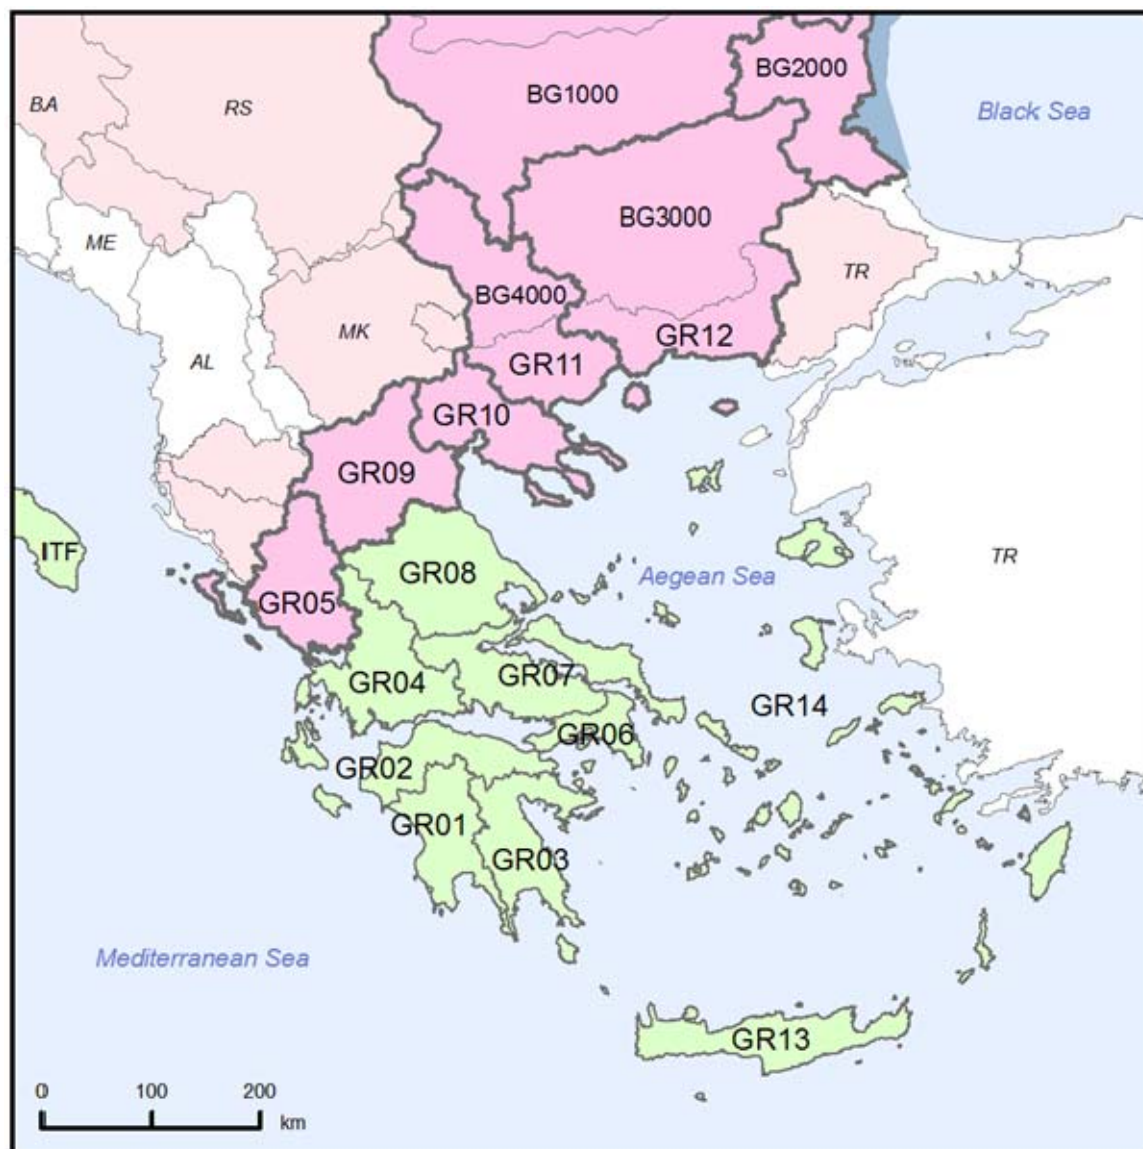 BG2000
BG1000
BA
RS
Black Sea
BG3000
ME
TR
BG4000
MK
GR12
AL
GR11
GR10
GR09
ITF
GR08
Aegean Sea
TR
GR05
GR04
GR07
GR14
GR06
GR02
GR01
GR03
Mediterranean Sea
GR13
0 100 200
km